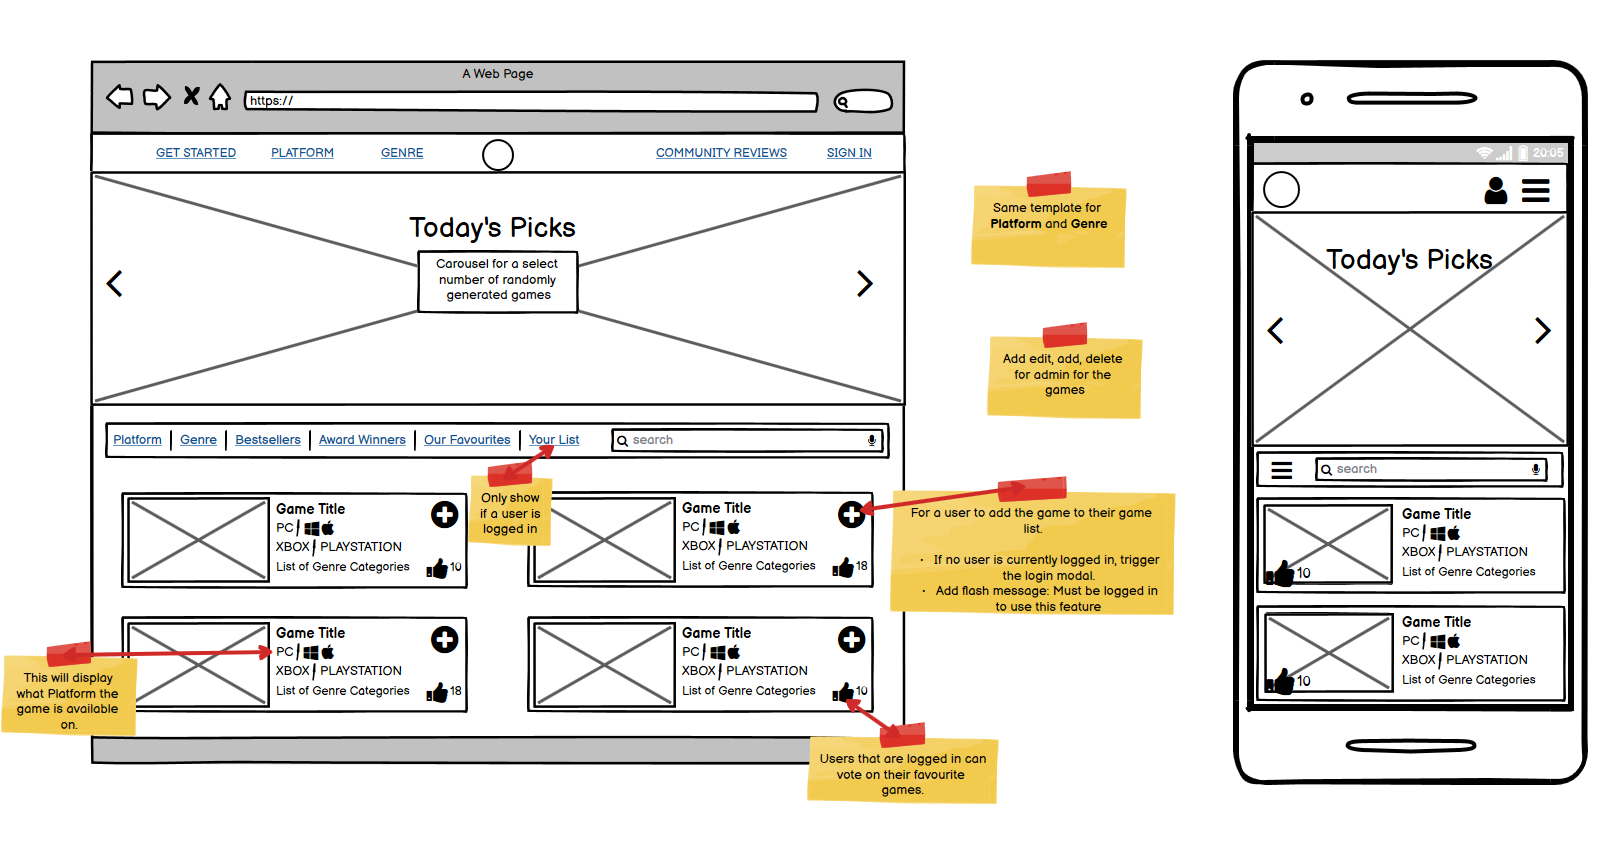 A Web Page
https://
GET STARTED PLATFORM GENRE COMMUNITY REVIEWS SIGN IN
Today's Picks
Carousel for a select
number of randomly
generated games
Platform Genre Bestsellers Award Winners Our Favourites Your List search
Only show
if a user is
logged in
Game Title
PC
XBOX PLAYSTATION
List of Genre Categories 10
Game Title
PC
XBOX PLAYSTATION
List of Genre Categories 18
Game Title
PC
XBOX PLAYSTATION
List of Genre Categories 18
Game Title
PC
XBOX PLAYSTATION
List of Genre Categories 10
This will display
what Platform the
game is available
on.
Users that are logged in can
vote on their favourite
games.
Same template for
Platform and Genre
Add edit, add, delete
for admin for the
games
For a user to add the game to their game
list.
• If no user is currently logged in, trigger
the login modal.
• Add flash message: Must be logged in
to use this feature
20:05
Today's Picks
search
Game Title
PC
XBOX PLAYSTATION
List of Genre Categories
10
Game Title
PC
XBOX PLAYSTATION
List of Genre Categories
10